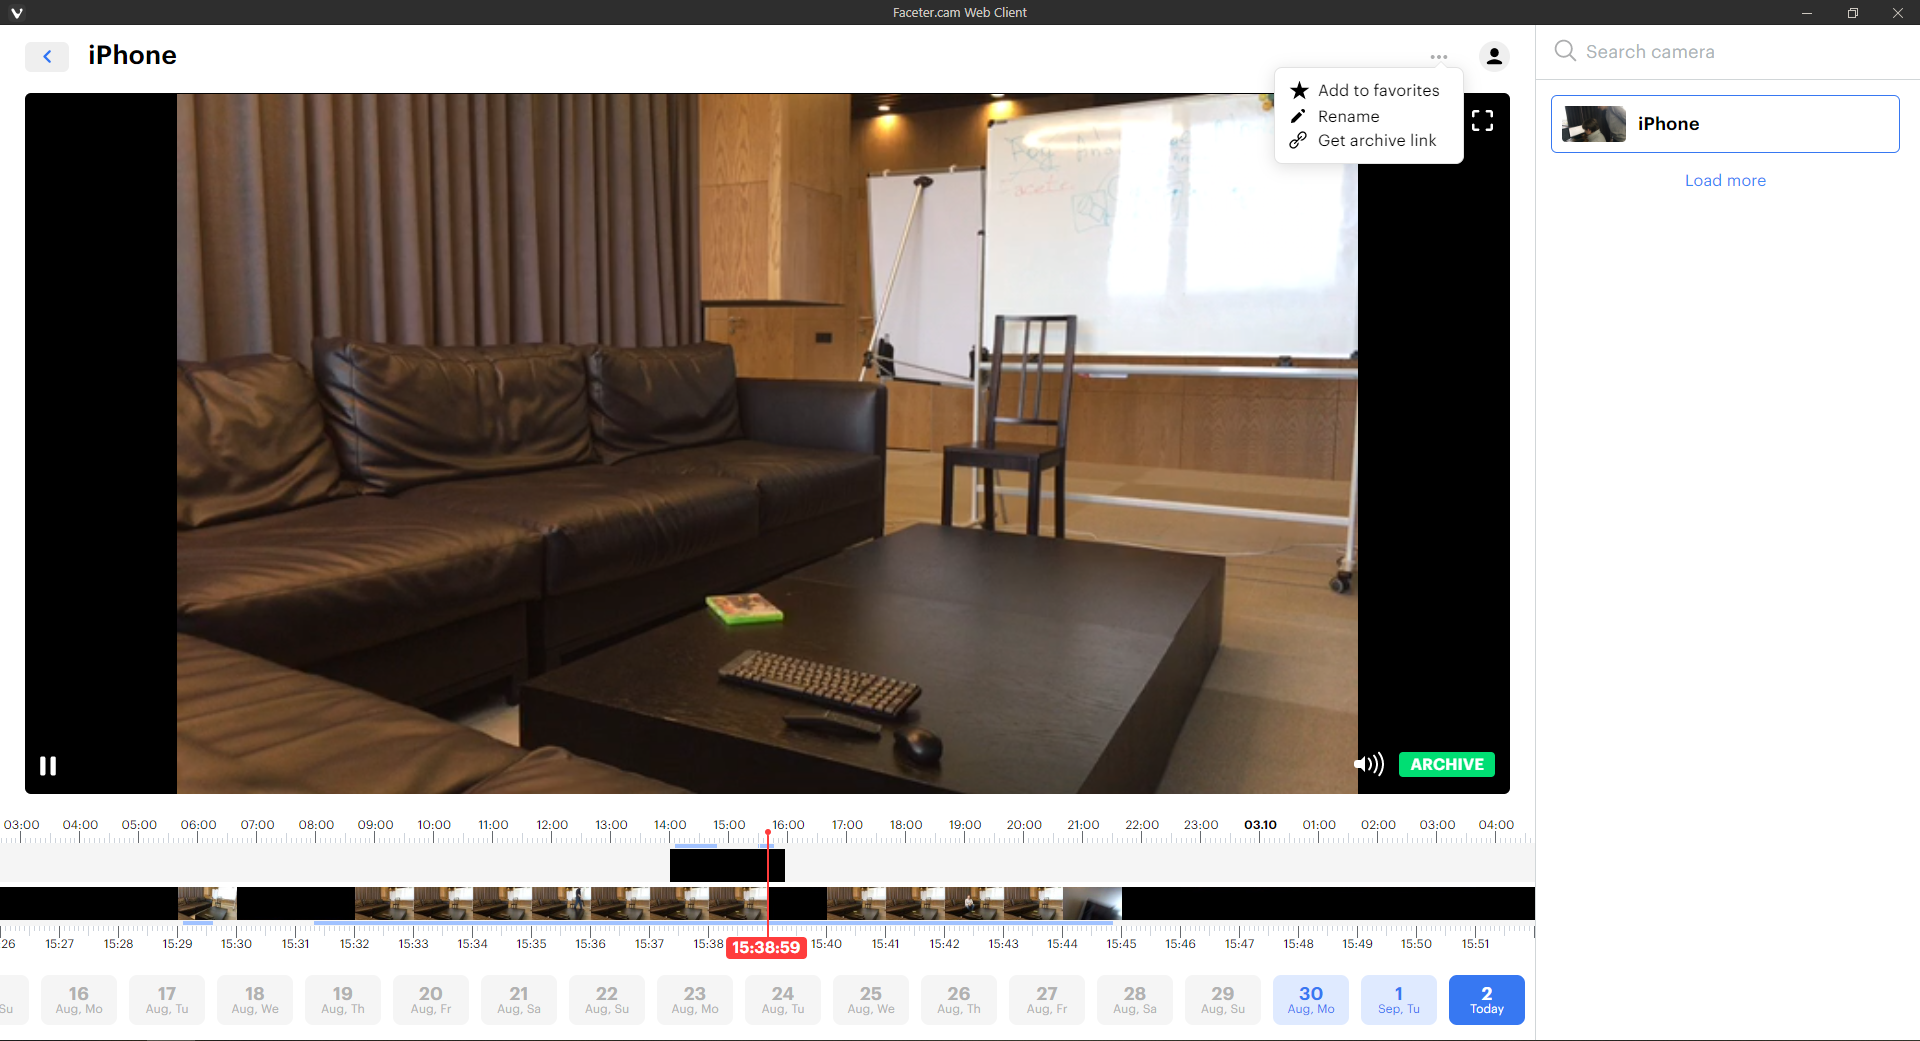 Faceter.cam Web Client
iPhone
Search camera
Add to favorites
Rename
Get archive link
iPhone
Load more
ARCHIVE
03:00 04:00 05:00 06:00 07:00 08:00 09:00 10:00 11:00 12:00 13:00 14:00 15:00 16:00 17:00 18:00 19:00 20:00 21:00 22:00 23:00 03.10 01:00 02:00 03:00 04:00
26 15:27 15:28 15:29 15:30 15:31 15:32 15:33 15:34 15:35 15:36 15:37 15:38 15:38:59 15:40 15:41 15:42 15:43 15:44 15:45 15:46 15:47 15:48 15:49 15:50 15:51
16 17 18 19 20 21 22 23 24 25 26 27 28 29 30 1 2
Su Aug, Mo Aug, Tu Aug, We Aug, Th Aug, Fr Aug, Sa Aug, Su Aug, Mo Aug, Tu Aug, We Aug, Th Aug, Fr Aug, Sa Aug, Su Aug, Mo Sep, Tu Today